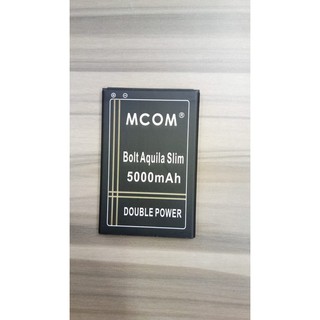 MCOM®
Bolt Aquila Slim
5000mAh
DOUBLE POWER